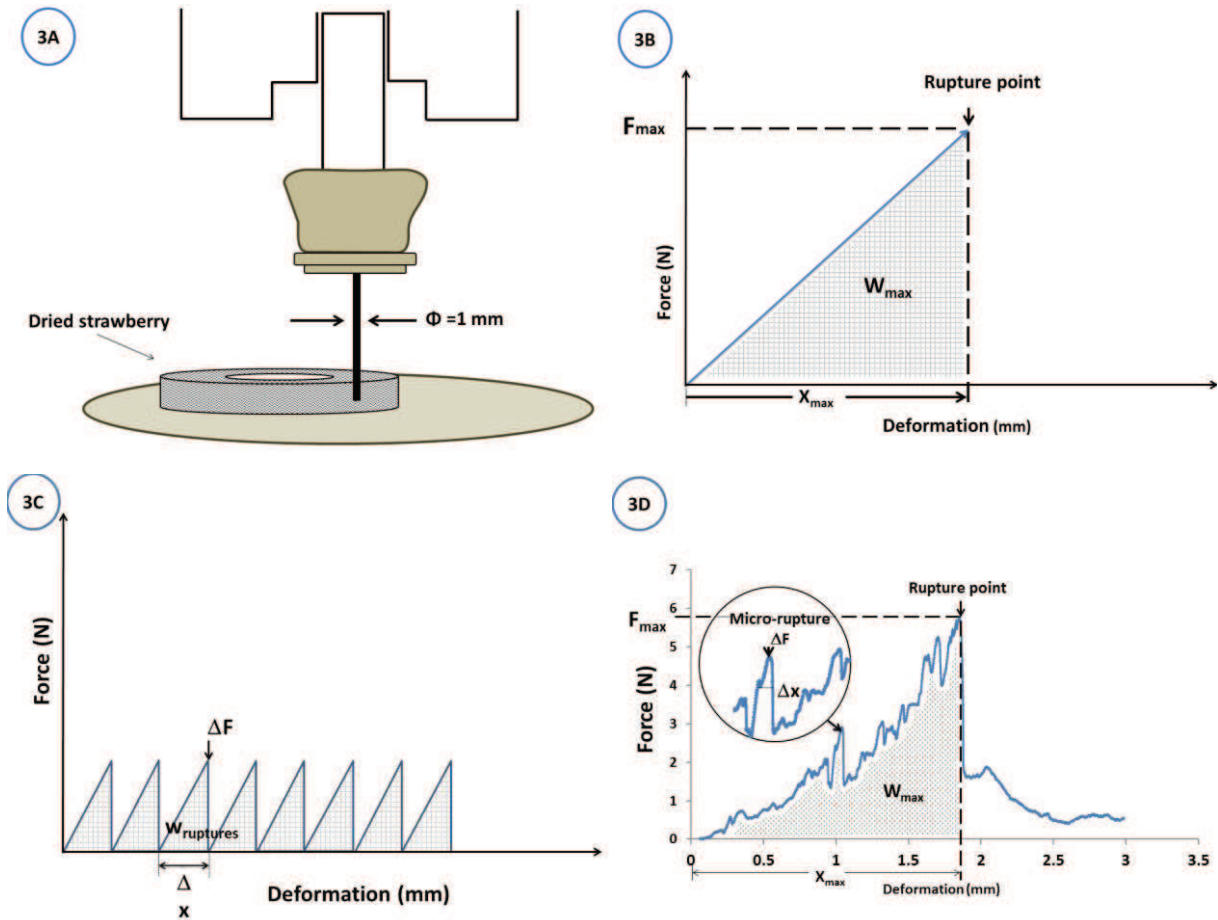 3A
Φ =1 mm
Dried strawberry
3B
Rupture point
Fmax
Force (N)
Wmax
Xmax
Deformation (mm)
3C
Force (N)
ΔF
Wruptures
Δ
x
Deformation (mm)
3D
7
6
5
4
3
2
1
0
Force (N)
Fmax
Rupture point
Micro-rupture
ΔF
Δx
Wmax
0 0.5 1 1.5 2 2.5 3 3.5
Xmax
Deformation (mm)